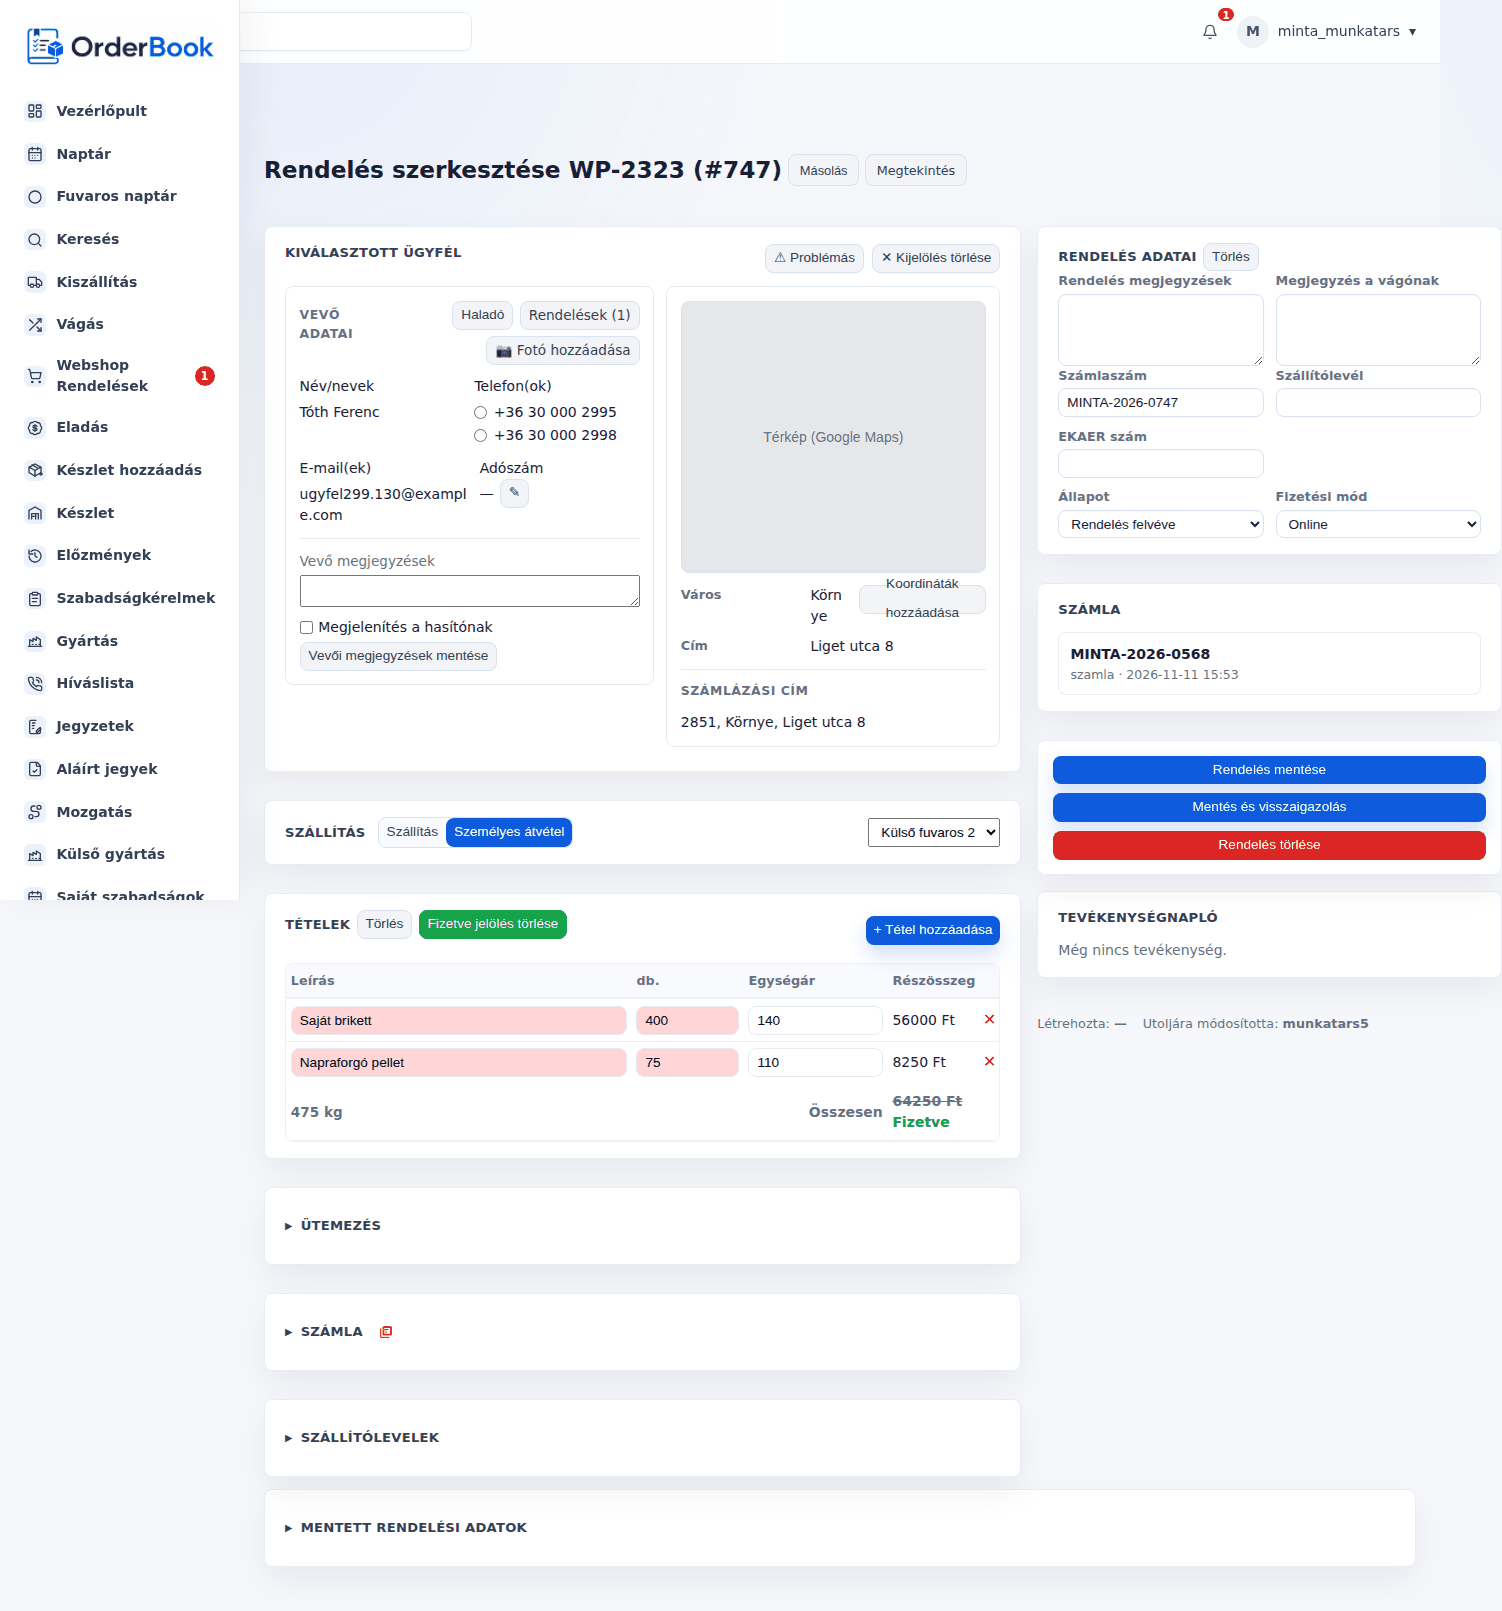 OrderBook
1
M
minta_munkatars ▼
Vezérlőpult
Naptár
Fuvaros naptár
Keresés
Kiszállítás
Vágás
Webshop
Rendelések
1
Eladás
Készlet hozzáadás
Készlet
Előzmények
Szabadságkérelmek
Gyártás
Híváslista
Jegyzetek
Aláírt jegyek
Mozgatás
Külső gyártás
Saját szabadságok
Rendelés szerkesztése WP-2323 (#747)
Másolás
Megtekintés
KIVÁLASZTOTT ÜGYFÉL
⚠ Problémás
✕ Kijelölés törlése
VEVŐ
ADATAI
Haladó
Rendelések (1)
📷 Fotó hozzáadása
Név/nevek
Telefon(ok)
Tóth Ferenc
+36 30 000 2995
+36 30 000 2998
E-mail(ek)
Adószám
ugyfel299.130@exampl
e.com
— ✎
Vevő megjegyzések
Megjelenítés a hasítónak
Vevői megjegyzések mentése
Térkép (Google Maps)
Város
Körn
ye
Koordináták
hozzáadása
Cím
Liget utca 8
SZÁMLÁZÁSI CÍM
2851, Környe, Liget utca 8
SZÁLLÍTÁS
Szállítás
Személyes átvétel
Külső fuvaros 2
TÉTELEK
Törlés
Fizetve jelölés törlése
+ Tétel hozzáadása
Leírás
db.
Egységár
Részösszeg
Saját brikett
400
140
56000 Ft
✕
Napraforgó pellet
75
110
8250 Ft
✕
475 kg
Összesen
64250 Ft
Fizetve
▶ ÜTEMEZÉS
▶ SZÁMLA
▶ SZÁLLÍTÓLEVELEK
▶ MENTETT RENDELÉSI ADATOK
RENDELÉS ADATAI
Törlés
Rendelés megjegyzések
Megjegyzés a vágónak
Számlaszám
Szállítólevél
MINTA-2026-0747
EKAER szám
Állapot
Fizetési mód
Rendelés felvéve
Online
SZÁMLA
MINTA-2026-0568
szamla · 2026-11-11 15:53
Rendelés mentése
Mentés és visszaigazolás
Rendelés törlése
TEVÉKENYSÉGNAPLÓ
Még nincs tevékenység.
Létrehozta: —
Utoljára módosította: munkatars5